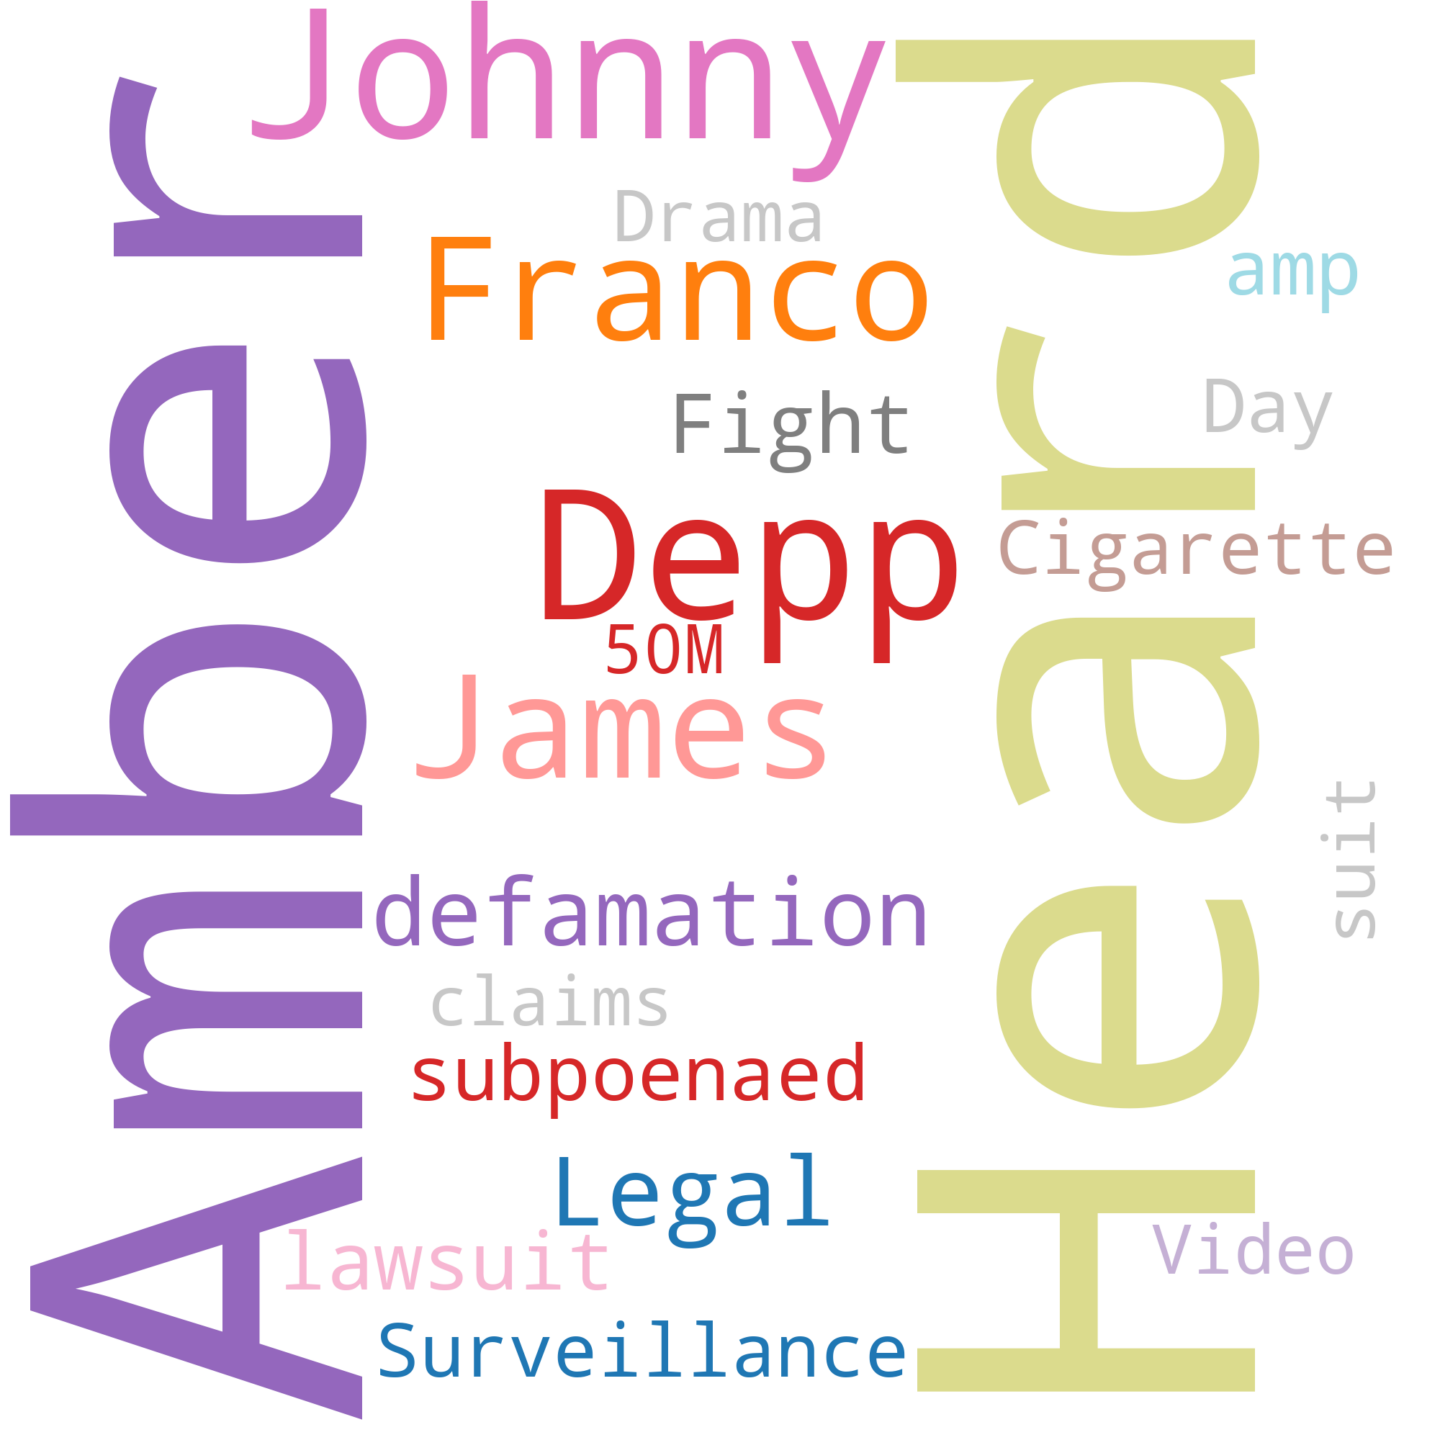 Johnny
Amber
Heard
Drama
Franco
amp
Day
Fight
Depp
Cigarette
50M
James
suit
defamation
claims
subpoenaed
Legal
lawsuit
Video
Surveillance